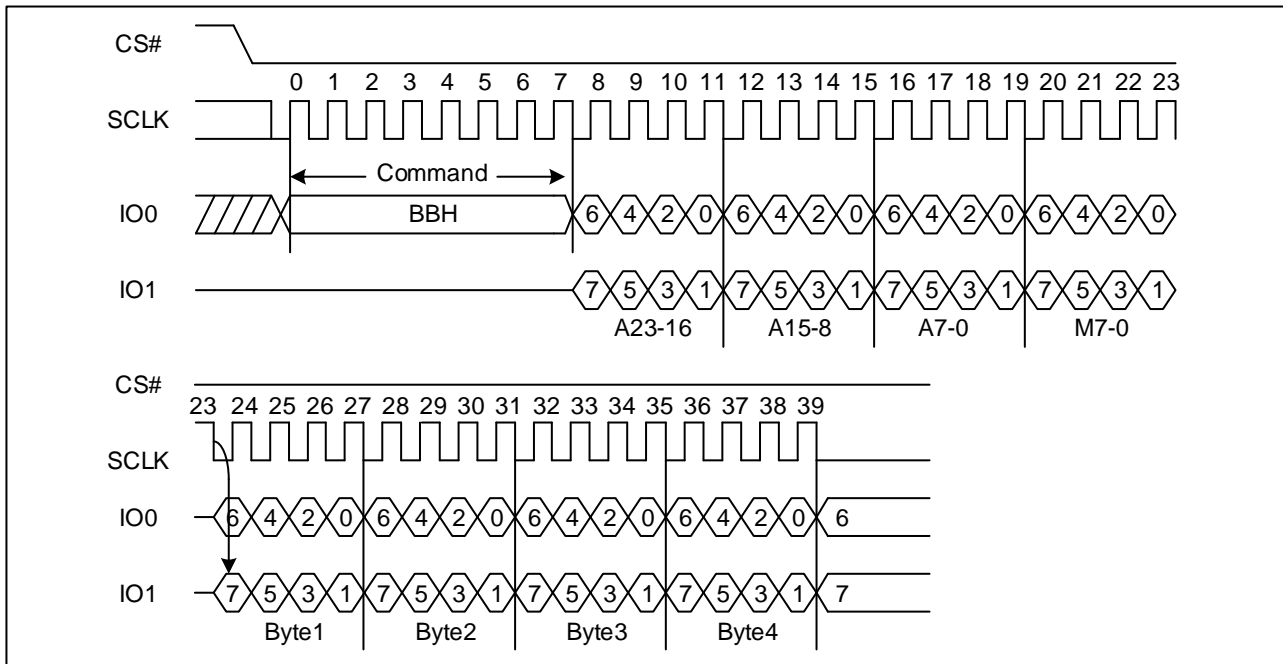 CS#
0 1 2 3 4 5 6 7 8 9 10 11 12 13 14 15 16 17 18 19 20 21 22 23
SCLK
Command
IO0 BBH 6 4 2 0 6 4 2 0 6 4 2 0 6 4 2 0
IO1 7 5 3 1 7 5 3 1 7 5 3 1 7 5 3 1
A23-16 A15-8 A7-0 M7-0
CS#
23 24 25 26 27 28 29 30 31 32 33 34 35 36 37 38 39
SCLK
IO0 6 4 2 0 6 4 2 0 6 4 2 0 6 4 2 0 6
IO1 7 5 3 1 7 5 3 1 7 5 3 1 7 5 3 1 7
Byte1 Byte2 Byte3 Byte4